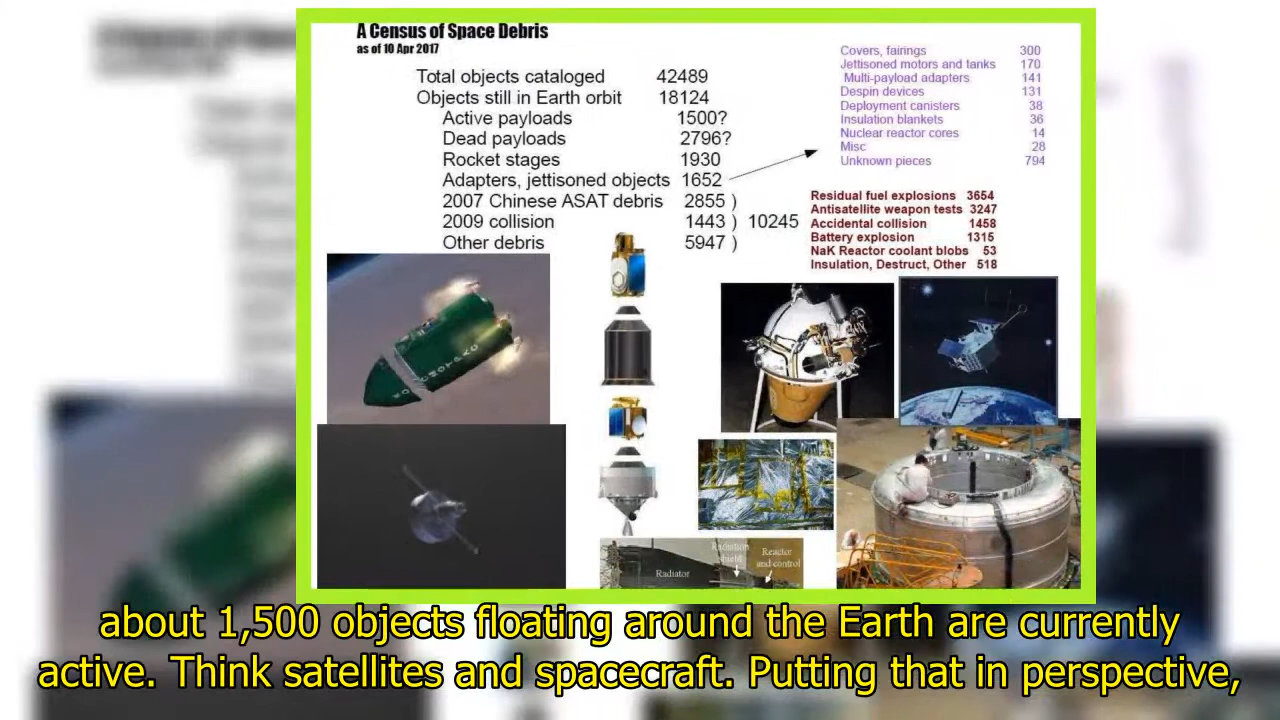 A Census of Space Debris
as of 10 Apr 2017
Total objects cataloged 42489
Objects still in Earth orbit 18124
Active payloads 1500?
Dead payloads 2796?
Rocket stages 1930
Adapters, jettisoned objects 1652
2007 Chinese ASAT debris 2855 )
2009 collision 1443 ) 10245
Other debris 5947 )
Covers, fairings 300
Jettisoned motors and tanks 170
Multi-payload adapters 141
Despin devices 131
Deployment canisters 38
Insulation blankets 36
Nuclear reactor cores 14
Misc 28
Unknown pieces 794
Residual fuel explosions 3654
Antisatellite weapon tests 3247
Accidental collision 1458
Battery explosion 1315
NaK Reactor coolant blobs 53
Insulation, Destruct, Other 518
Radiator
Radiation
shield
Reactor
and control
about 1,500 objects floating around the Earth are currently
active. Think satellites and spacecraft. Putting that in perspective,